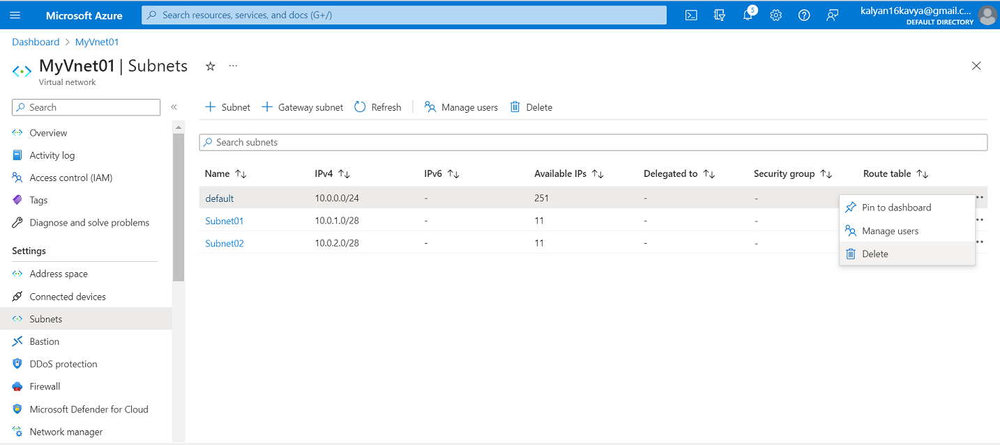 Microsoft Azure
Search resources, services, and docs (G+/)
5
kalyan16kavya@gmail.c...
DEFAULT DIRECTORY
Dashboard > MyVnet01
MyVnet01 | Subnets
...
Virtual network
Search
«
+ Subnet
+ Gateway subnet
Refresh
Manage users
Delete
Overview
Activity log
Access control (IAM)
Tags
Diagnose and solve problems
Settings
Address space
Connected devices
Subnets
Bastion
DDoS protection
Firewall
Microsoft Defender for Cloud
Network manager
Search subnets
Name ↑↓ IPv4 ↑↓ IPv6 ↑↓ Available IPs ↑↓ Delegated to ↑↓ Security group ↑↓ Route table ↑↓
default 10.0.0.0/24 - 251 - -
Subnet01 10.0.1.0/28 - 11 - -
Subnet02 10.0.2.0/28 - 11 - -
Pin to dashboard
Manage users
Delete